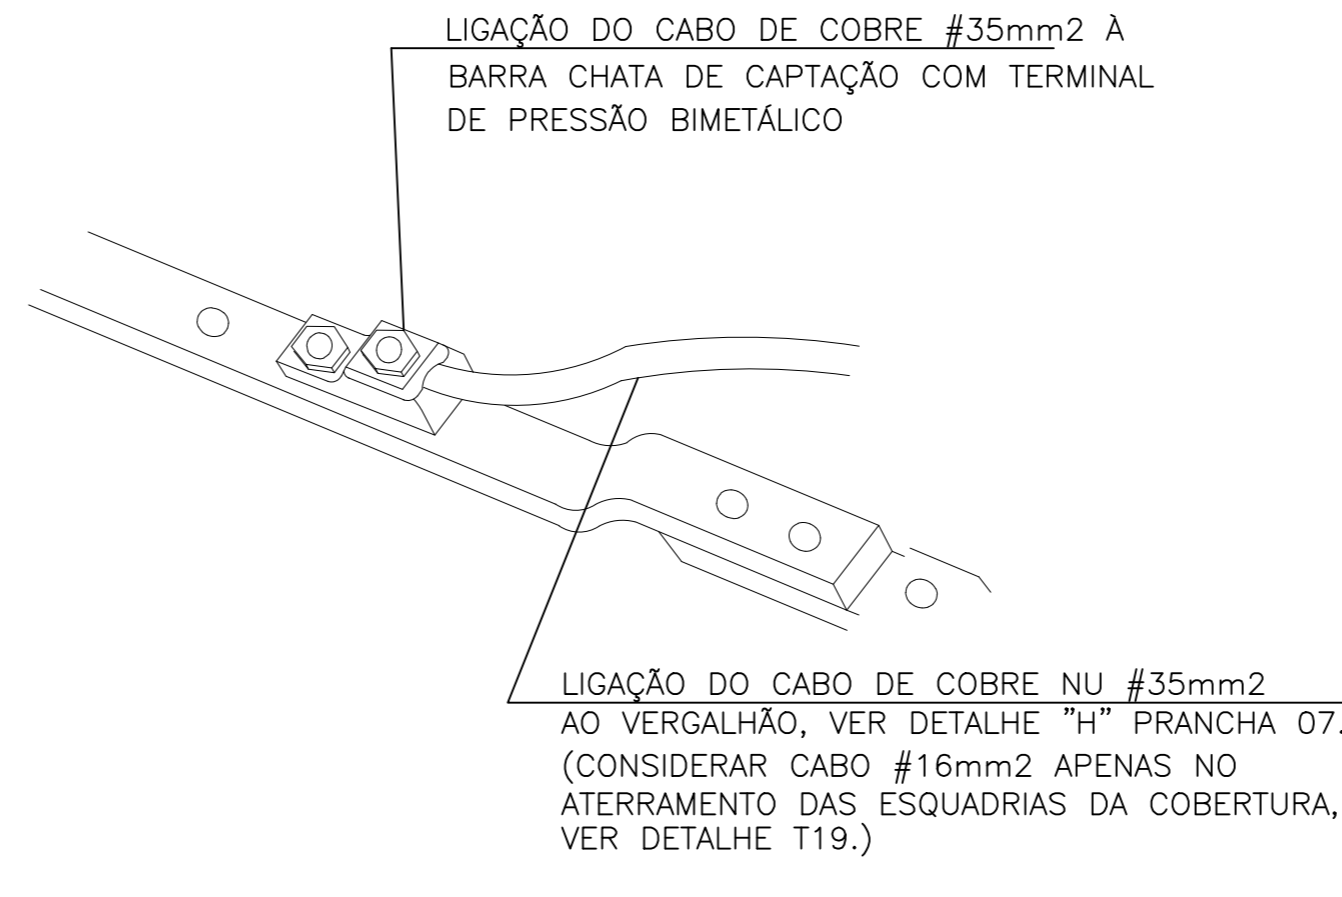 LIGAÇÃO DO CABO DE COBRE #35mm2 À
BARRA CHATA DE CAPTAÇÃO COM TERMINAL
DE PRESSÃO BIMETÁLICO
LIGAÇÃO DO CABO DE COBRE NU #35mm2
AO VERGALHÃO, VER DETALHE "H" PRANCHA 07.
(CONSIDERAR CABO #16mm2 APENAS NO
ATERRAMENTO DAS ESQUADRIAS DA COBERTURA,
VER DETALHE T19.)